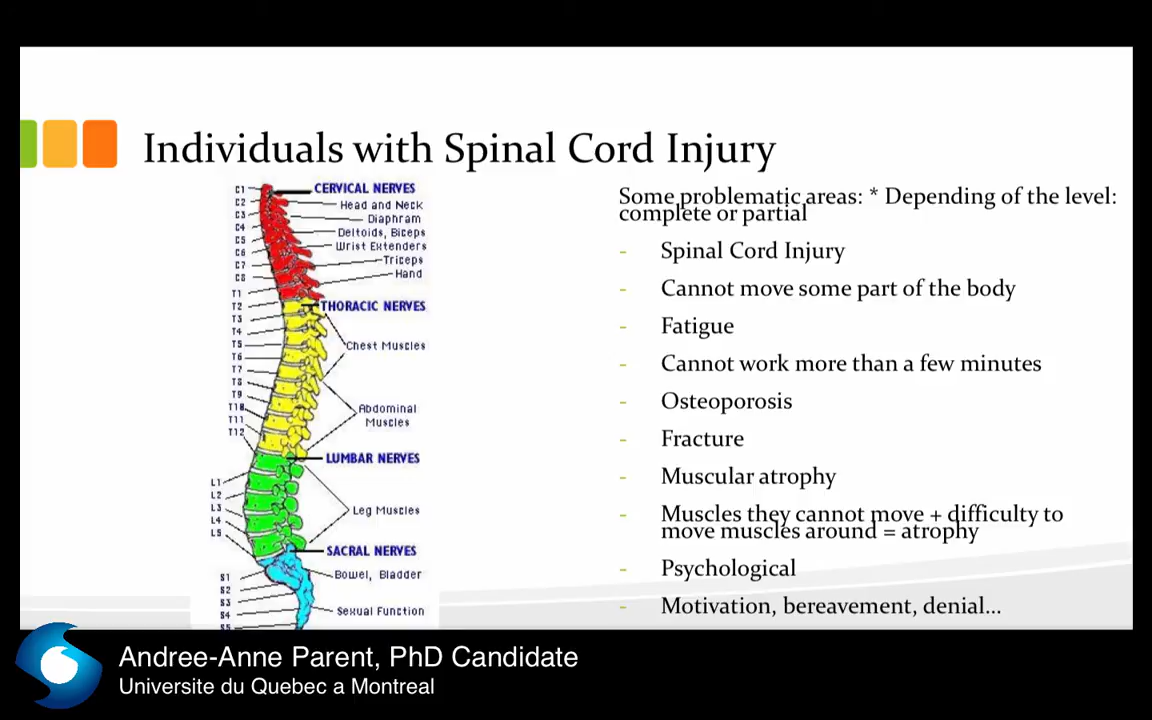 Individuals with Spinal Cord Injury
C1
C2
C3
C4
C5
C6
C7
C8
T1
T2
T3
T4
T5
T6
T7
T8
T9
T10
T11
T12
L1
L2
L3
L4
L5
S1
S2
S3
S4
S5
CERVICAL NERVES
Head and Neck
Diaphram
Deltoids, Biceps
Wrist Extenders
Triceps
Hand
THORACIC NERVES
Chest Muscles
Abdominal
Muscles
LUMBAR NERVES
Leg Muscles
SACRAL NERVES
Bowel, Bladder
Sexual Function
Some problematic areas: * Depending of the level:
complete or partial
- Spinal Cord Injury
- Cannot move some part of the body
- Fatigue
- Cannot work more than a few minutes
- Osteoporosis
- Fracture
- Muscular atrophy
- Muscles they cannot move + difficulty to
move muscles around = atrophy
- Psychological
- Motivation, bereavement, denial...
Andree-Anne Parent, PhD Candidate
Universite du Quebec a Montreal